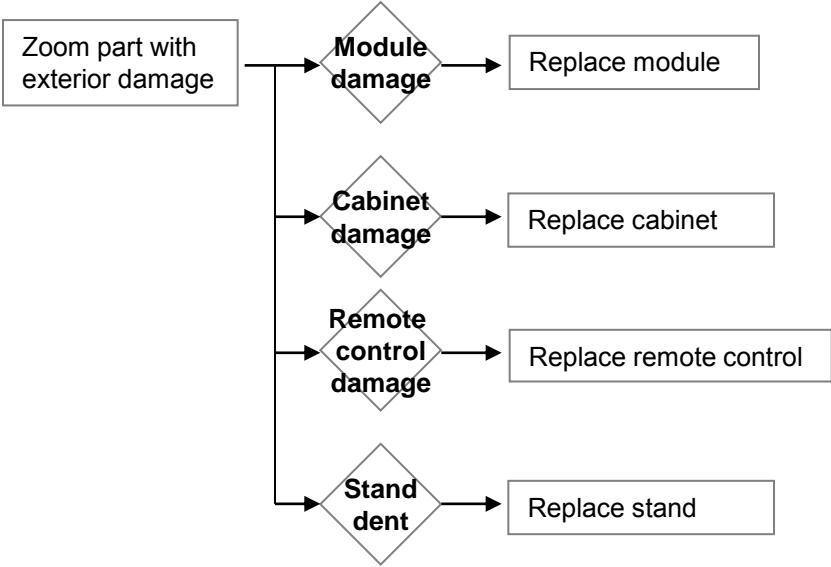 Zoom part with
exterior damage
Module
damage
Replace module
Cabinet
damage
Replace cabinet
Remote
control
damage
Replace remote control
Stand
dent
Replace stand